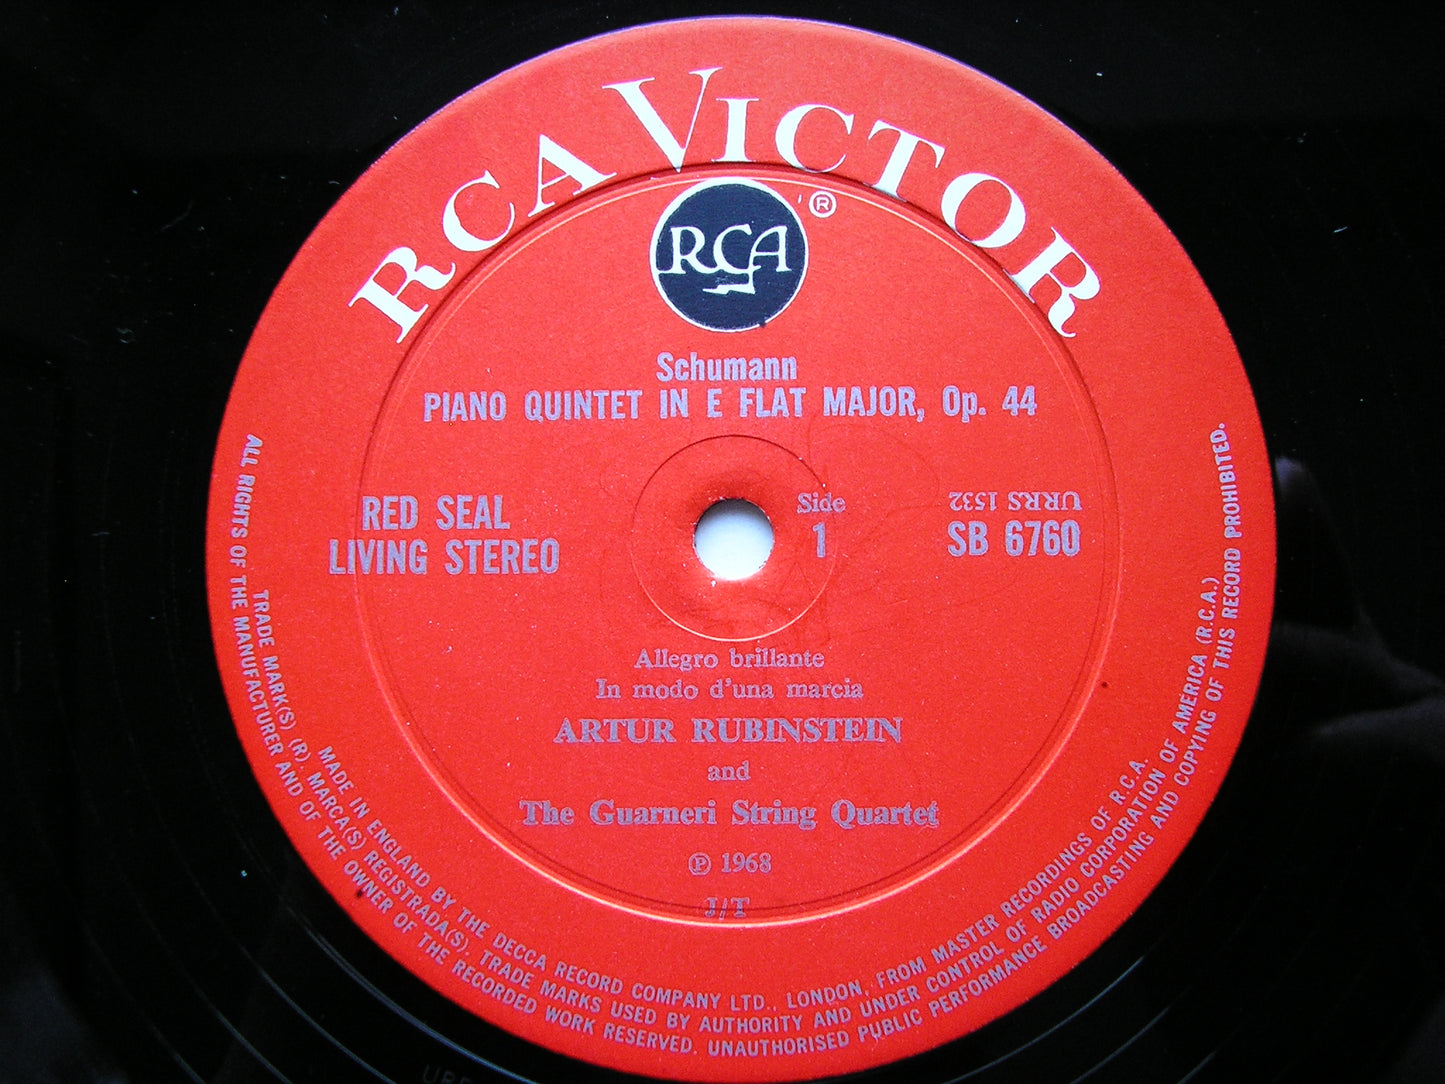 RCA VICTOR
RCA
®
Schumann
PIANO QUINTET IN E FLAT MAJOR, Op. 44
RED SEAL
LIVING STEREO
Side
1
URRS 1532
SB 6760
Allegro brillante
In modo d'una marcia
ARTUR RUBINSTEIN
and
The Guarneri String Quartet
℗ 1968
J/T
TRADE MARK(S) (R). MARCA(S) REGISTRADA(S). TRADE MARKS USED BY AUTHORITY AND UNDER CONTROL OF RADIO CORPORATION OF AMERICA (R.C.A.)
MADE IN ENGLAND BY THE DECCA RECORD COMPANY LTD., LONDON, FROM MASTER RECORDINGS OF R.C.A.
ALL RIGHTS OF THE MANUFACTURER AND OF THE OWNER OF THE RECORDED WORK RESERVED. UNAUTHORISED PUBLIC PERFORMANCE BROADCASTING AND COPYING OF THIS RECORD PROHIBITED.